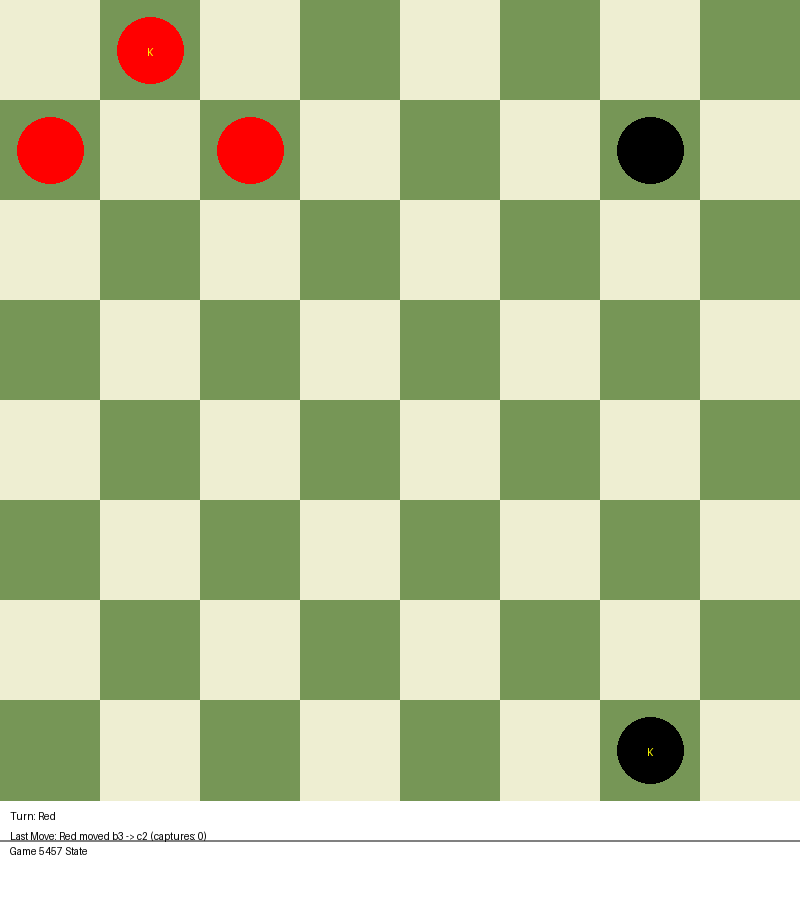 K
K
Turn: Red
Last Move: Red moved b3 -> c2 (captures: 0)
Game 5457 State